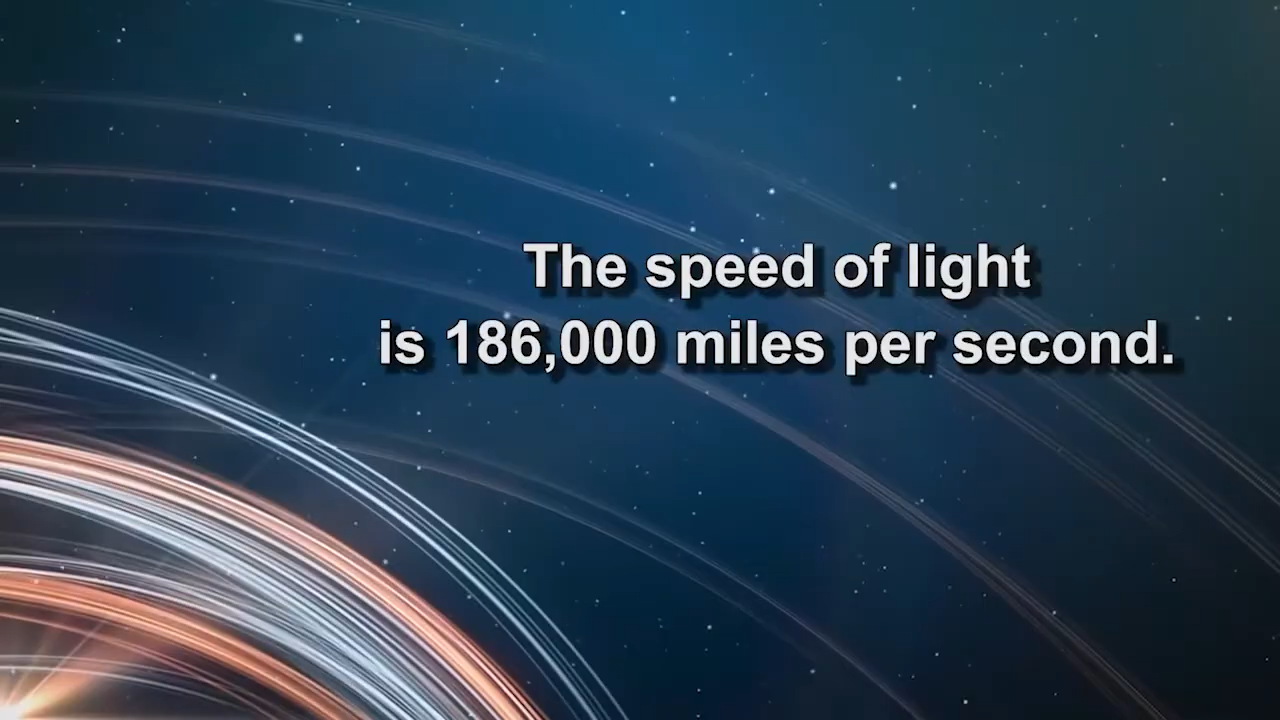 The speed of light
is 186,000 miles per second.